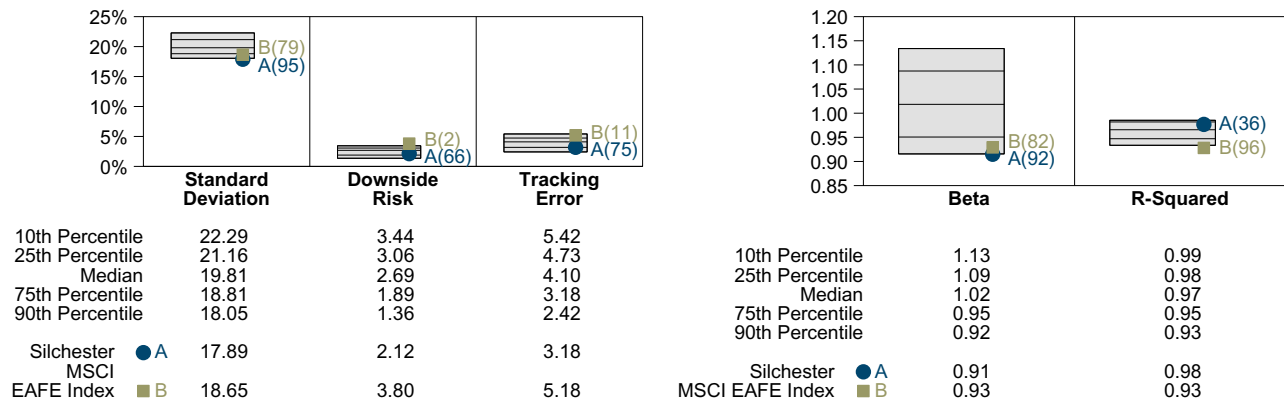 25%
20%
15%
10%
5%
0%
B(79)
A(95)
B(2)
A(66)
B(11)
A(75)
Standard Deviation
Downside Risk
Tracking Error
10th Percentile 22.29 3.44 5.42
25th Percentile 21.16 3.06 4.73
Median 19.81 2.69 4.10
75th Percentile 18.81 1.89 3.18
90th Percentile 18.05 1.36 2.42
Silchester A 17.89 2.12 3.18
MSCI
EAFE Index B 18.65 3.80 5.18
1.20
1.20
1.10
1.05
1.00
0.95
0.90
0.85
B(82)
A(92)
A(36)
B(96)
Beta
R-Squared
10th Percentile 1.13 0.99
25th Percentile 1.09 0.98
Median 1.02 0.97
75th Percentile 0.95 0.95
90th Percentile 0.92 0.93
Silchester A 0.91 0.98
MSCI EAFE Index B 0.93 0.93